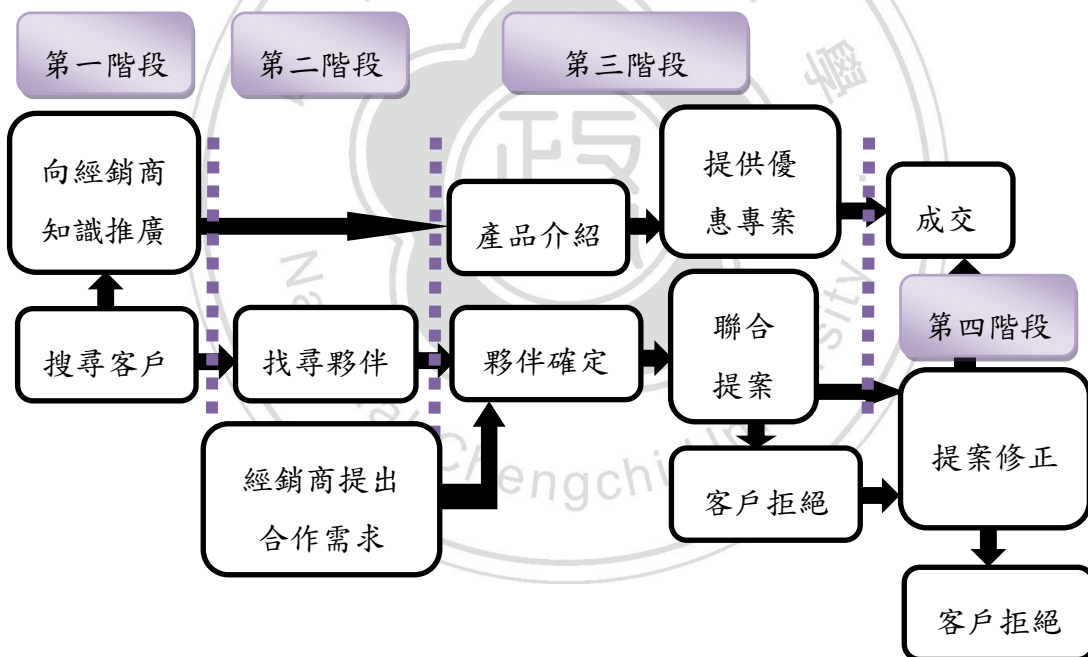 第一階段
第二階段
第三階段
向經銷商
知識推廣
產品介紹
提供優
惠專案
成交
第四階段
搜尋客戶
找尋夥伴
夥伴確定
聯合
提案
提案修正
經銷商提出
合作需求
客戶拒絕
客戶拒絕
學
Chengchi